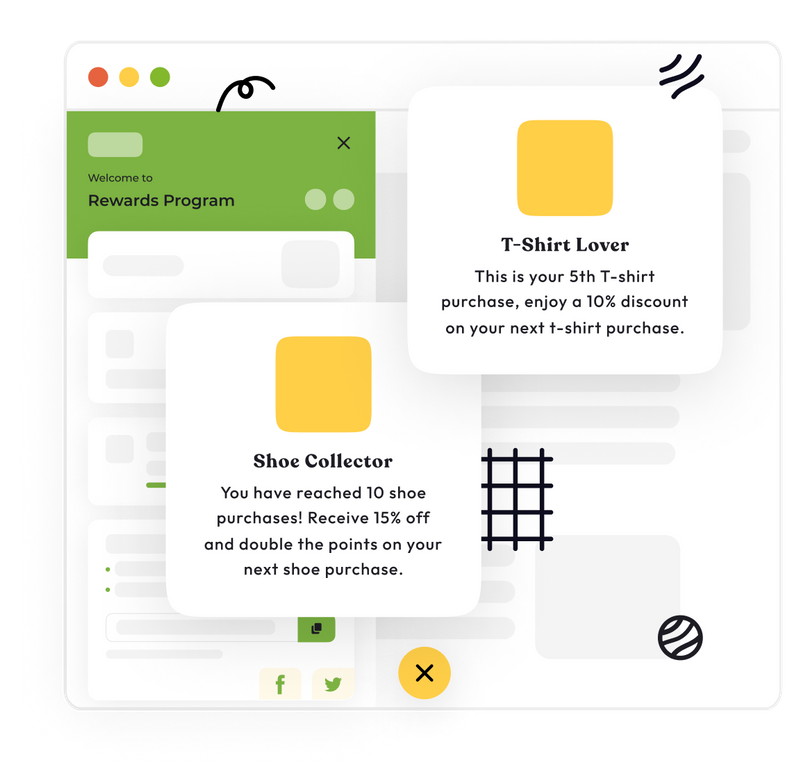 Welcome to
Rewards Program
T-Shirt Lover
This is your 5th T-shirt
purchase, enjoy a 10% discount
on your next t-shirt purchase.
Shoe Collector
You have reached 10 shoe
purchases! Receive 15% off
and double the points on your
next shoe purchase.